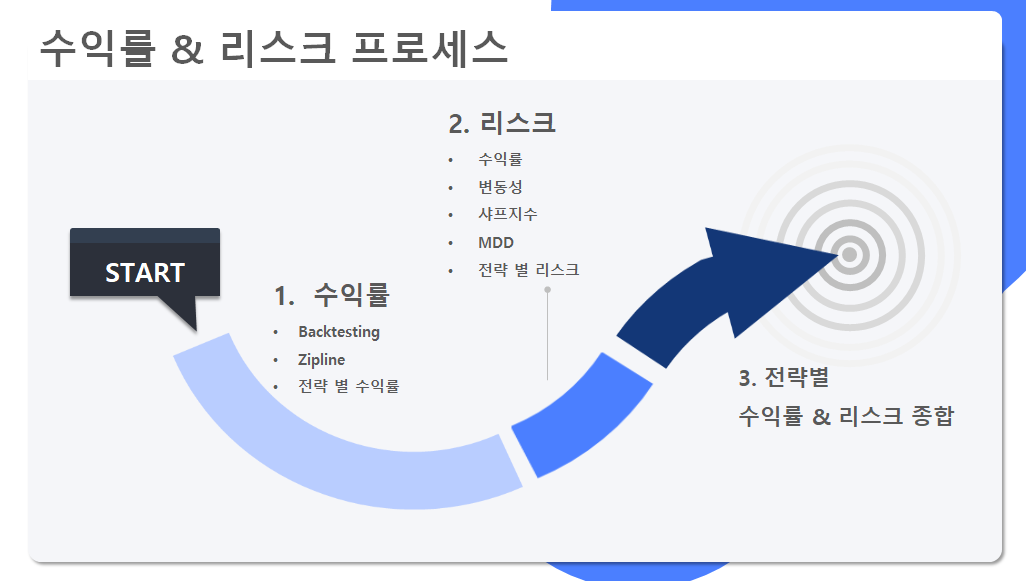 수익률 & 리스크 프로세스
START
1. 수익률
• Backtesting
• Zipline
• 전략 별 수익률
2. 리스크
• 수익률
• 변동성
• 샤프지수
• MDD
• 전략 별 리스크
3. 전략별
수익률 & 리스크 종합